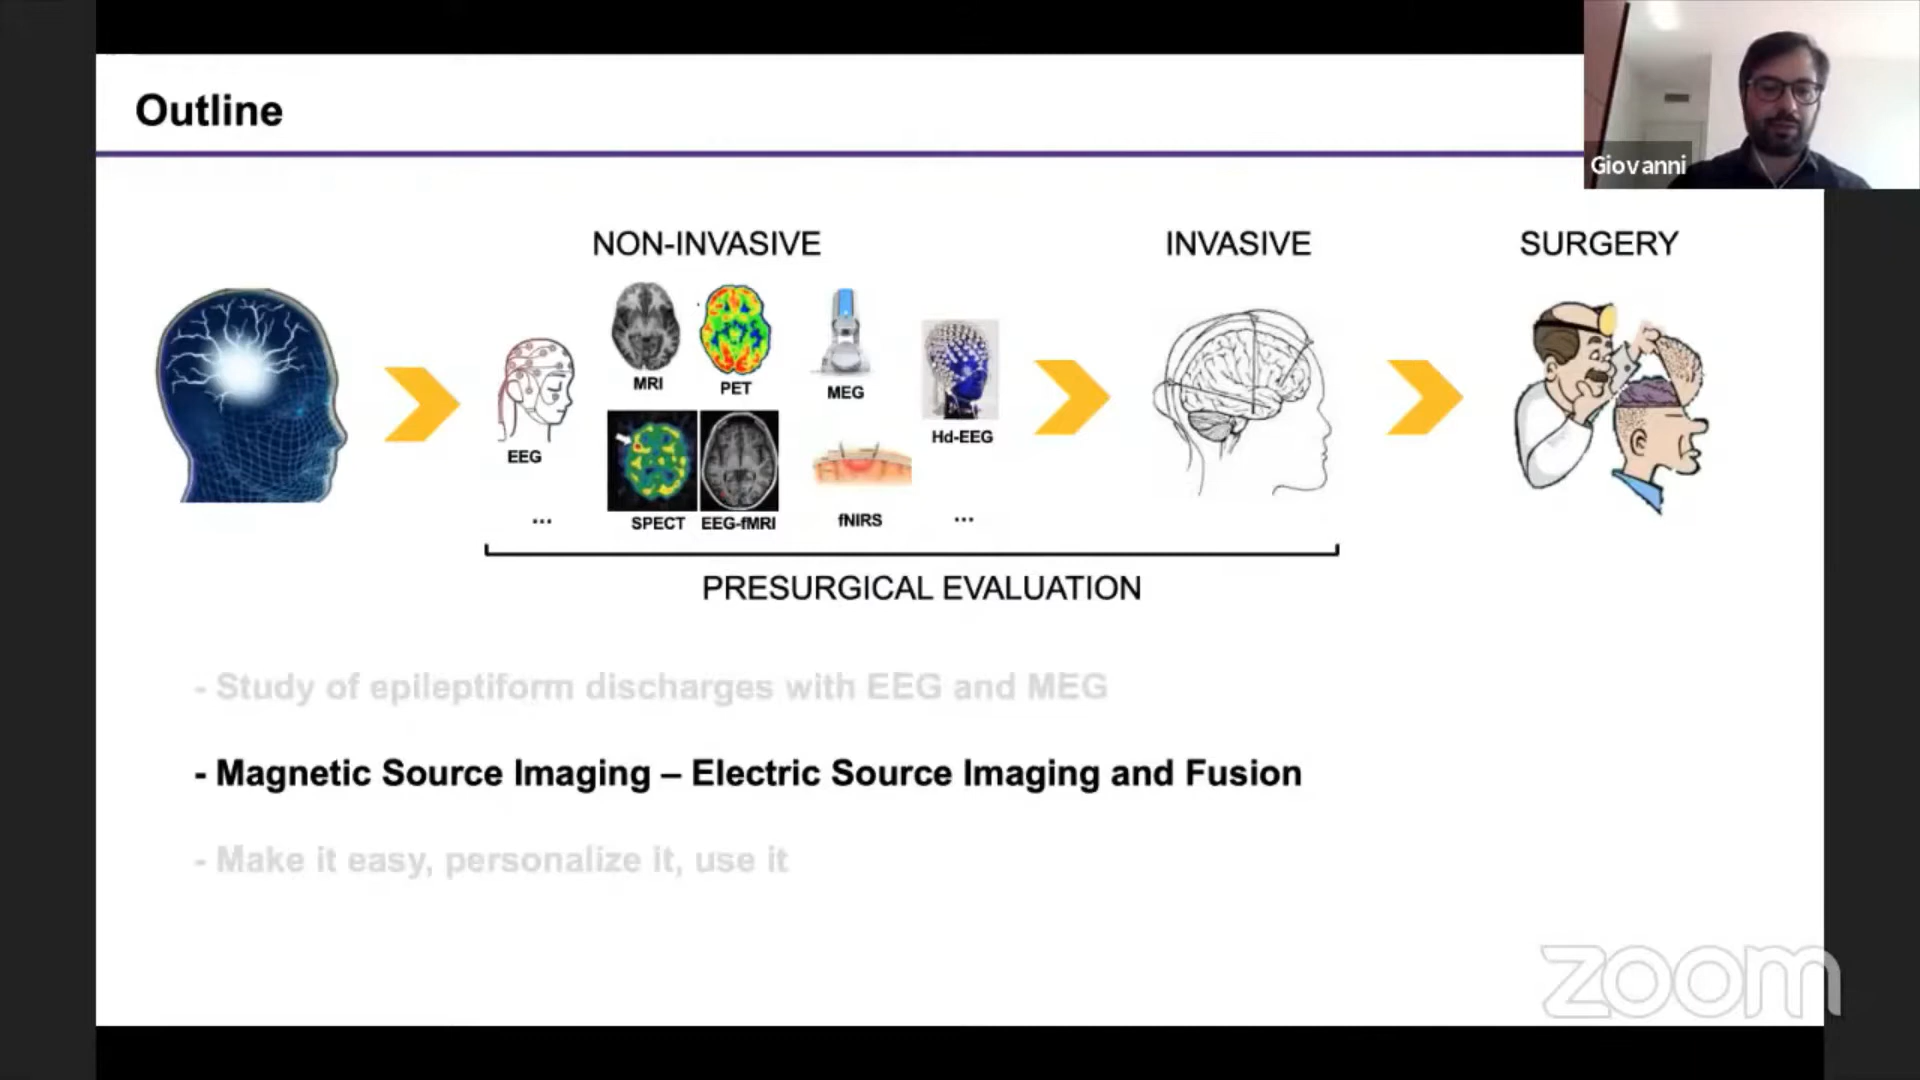 Outline
Giovanni
NON-INVASIVE
INVASIVE
SURGERY
MRI
PET
MEG
Hd-EEG
EEG
...
SPECT
EEG-fMRI
fNIRS
...
PRESURGICAL EVALUATION
- Study of epileptiform discharges with EEG and MEG
- Magnetic Source Imaging – Electric Source Imaging and Fusion
- Make it easy, personalize it, use it
zoom